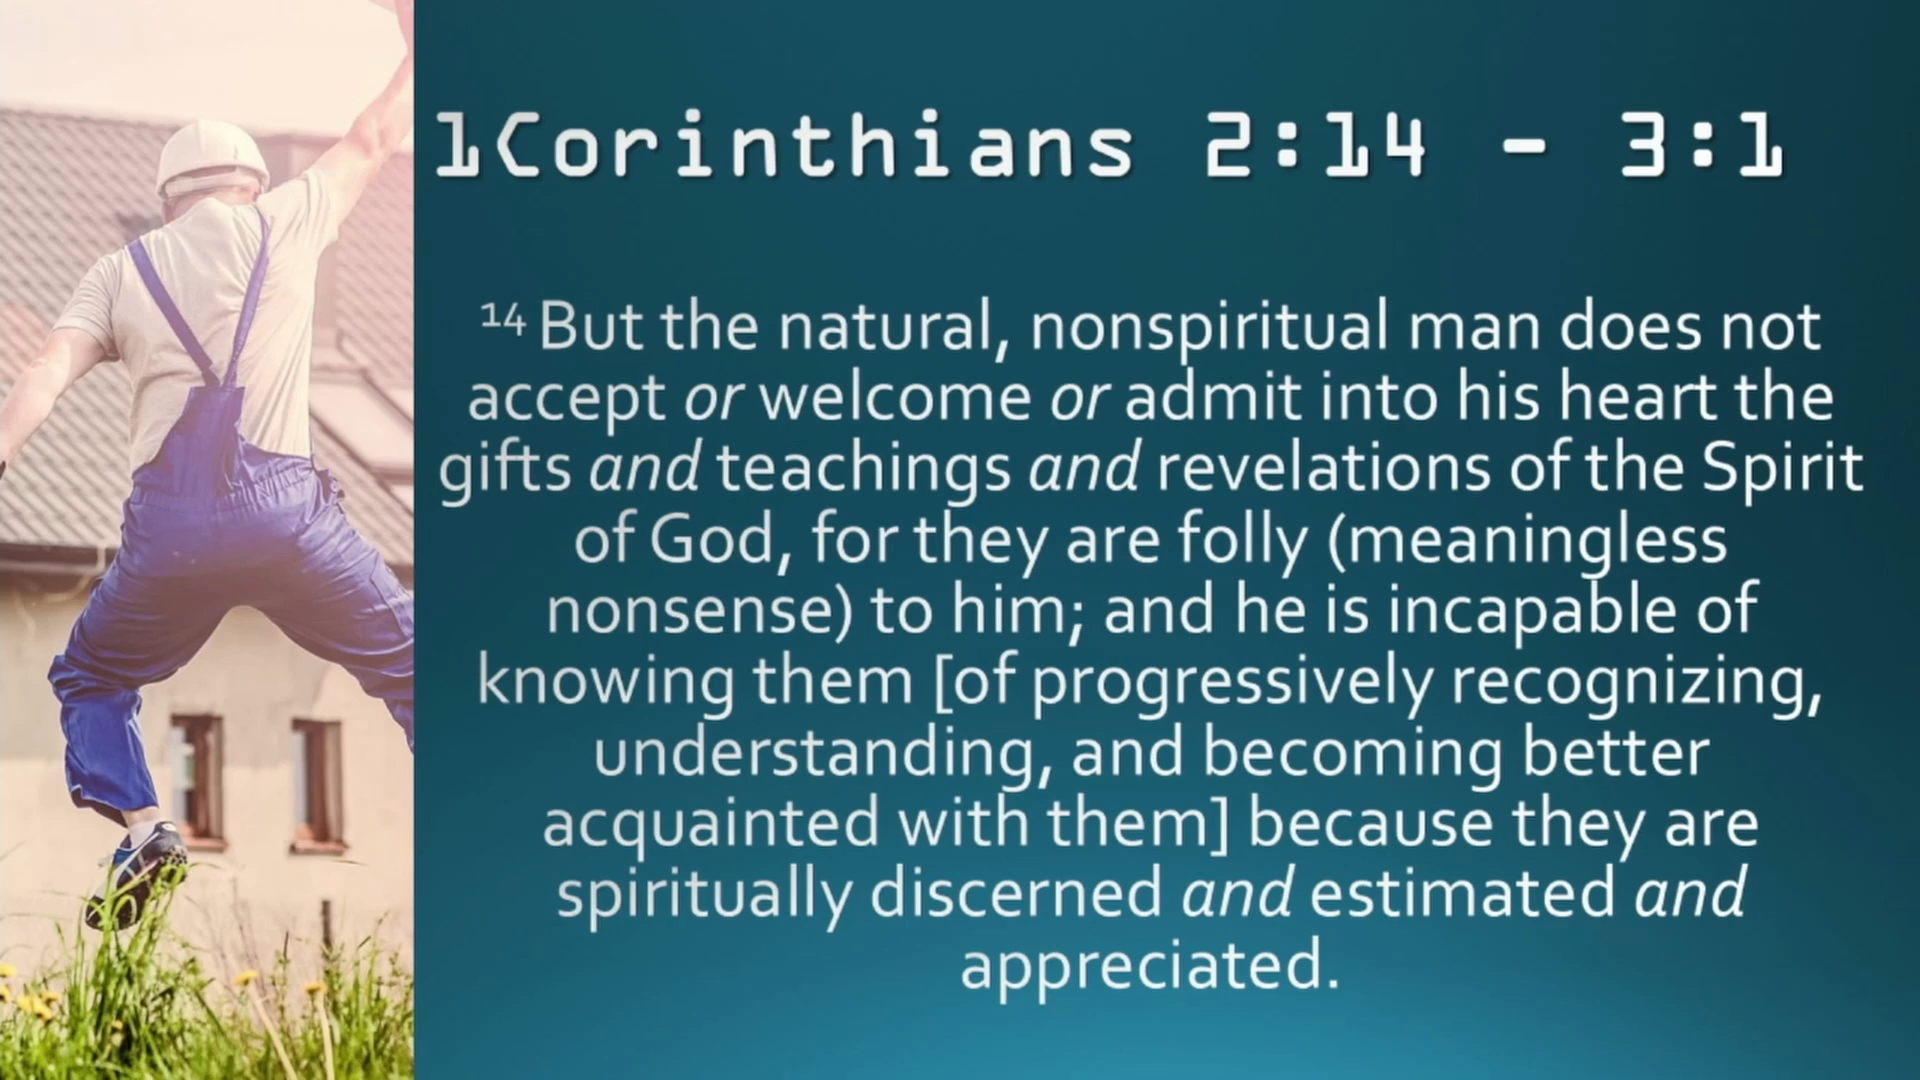 1Corinthians 2:14 - 3:1
14 But the natural, nonspiritual man does not
accept or welcome or admit into his heart the
gifts and teachings and revelations of the Spirit
of God, for they are folly (meaningless
nonsense) to him; and he is incapable of
knowing them [of progressively recognizing,
understanding, and becoming better
acquainted with them] because they are
spiritually discerned and estimated and
appreciated.